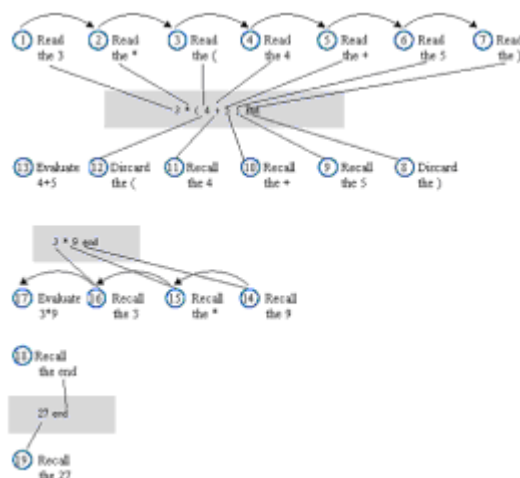 1 Read the 3
2 Read the *
3 Read the (
4 Read the 4
5 Read the +
6 Read the 5
7 Read the )
3 * ( 4 + 5 ) end
13 Evaluate 4+5
12 Discard the (
11 Recall the 4
10 Recall the +
9 Recall the 5
8 Discard the )
3 * 9 end
17 Evaluate 3*9
16 Recall the 3
15 Recall the *
14 Recall the 9
18 Recall the end
27 end
19 Recall the 27